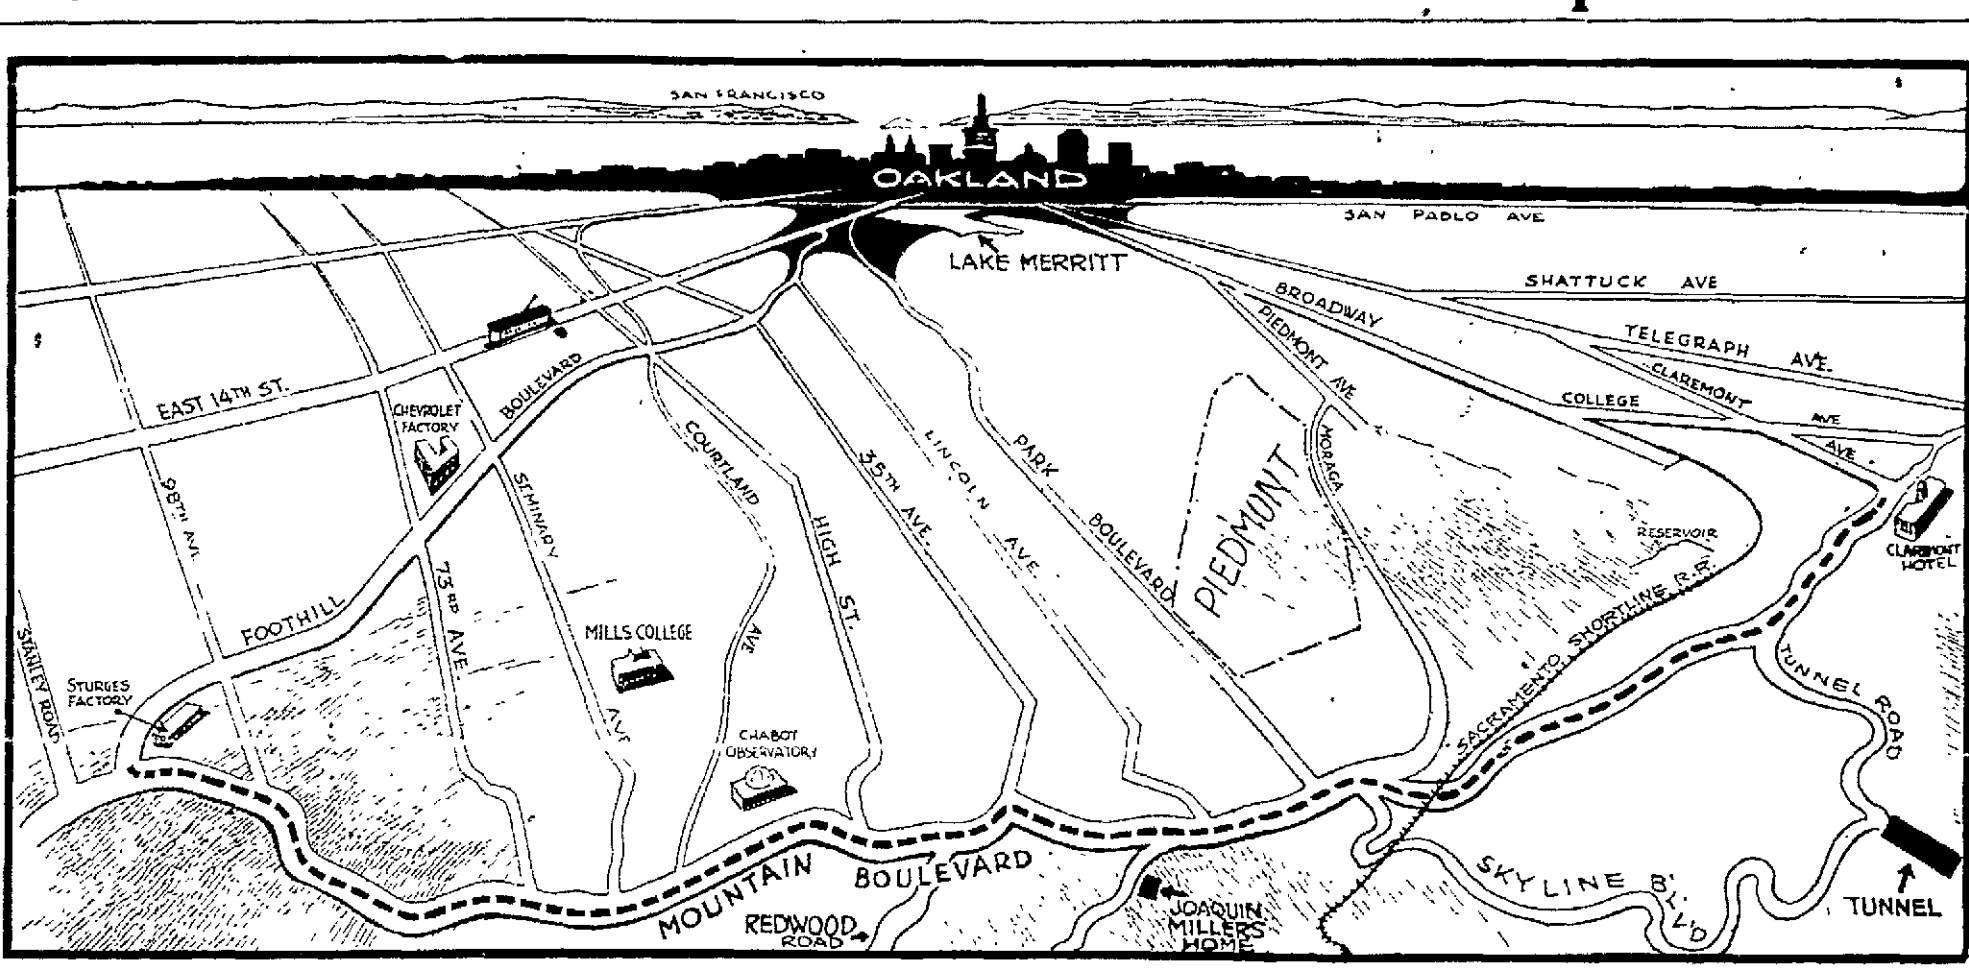 SAN FRANCISCO
OAKLAND
SAN PABLO AVE
LAKE MERRITT
SHATTUCK AVE
BROADWAY
PIEDMONT AVE
TELEGRAPH AVE.
CLAREMONT
AVE
COLLEGE
AVE
EAST 14TH ST.
BOULEVARD
CHEVROLET
FACTORY
COURTLAND
AVE
35TH AVE.
LINCOLN AVE.
PARK
BOULEVARD
PIEDMONT
MORAGA
98TH AVE
SEMINARY
AVE
HIGH ST.
RESERVOIR
CLAREMONT
HOTEL
73RD AVE
FOOTHILL
STANLEY ROAD
MILLS COLLEGE
STURGES
FACTORY
CHABOT
OBSERVATORY
SACRAMENTO SHORTLINE R.R.
TUNNEL ROAD
MOUNTAIN BOULEVARD
SKYLINE BLV'D
TUNNEL
REDWOOD
ROAD
JOAQUIN
MILLERS
HOME